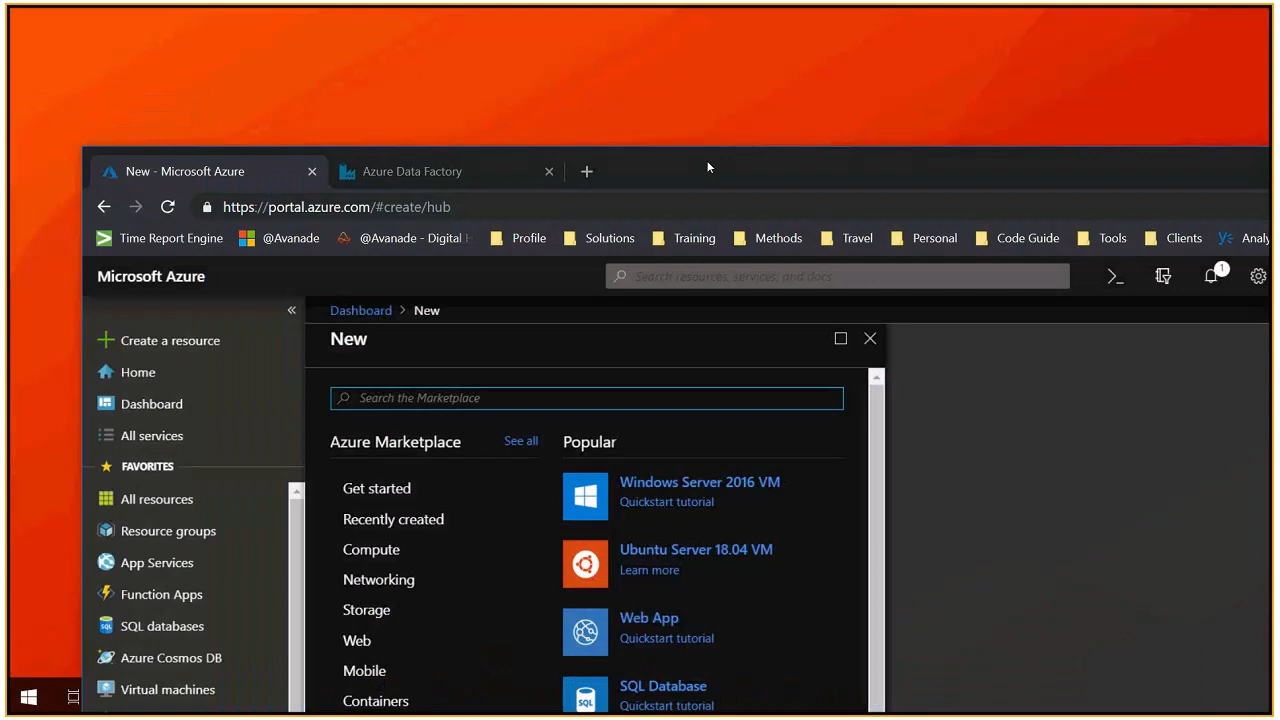 New - Microsoft Azure
Azure Data Factory
https://portal.azure.com/#create/hub
Time Report Engine
@Avanade
@Avanade - Digital
Profile
Solutions
Training
Methods
Travel
Personal
Code Guide
Tools
Clients
Analy
Microsoft Azure
Search resources, services, and docs
1
Dashboard > New
New
Create a resource
Home
Dashboard
All services
FAVORITES
All resources
Resource groups
App Services
Function Apps
SQL databases
Azure Cosmos DB
Virtual machines
Search the Marketplace
Azure Marketplace
See all
Get started
Recently created
Compute
Networking
Storage
Web
Mobile
Containers
Popular
Windows Server 2016 VM
Quickstart tutorial
Ubuntu Server 18.04 VM
Learn more
Web App
Quickstart tutorial
SQL
SQL Database
Quickstart tutorial